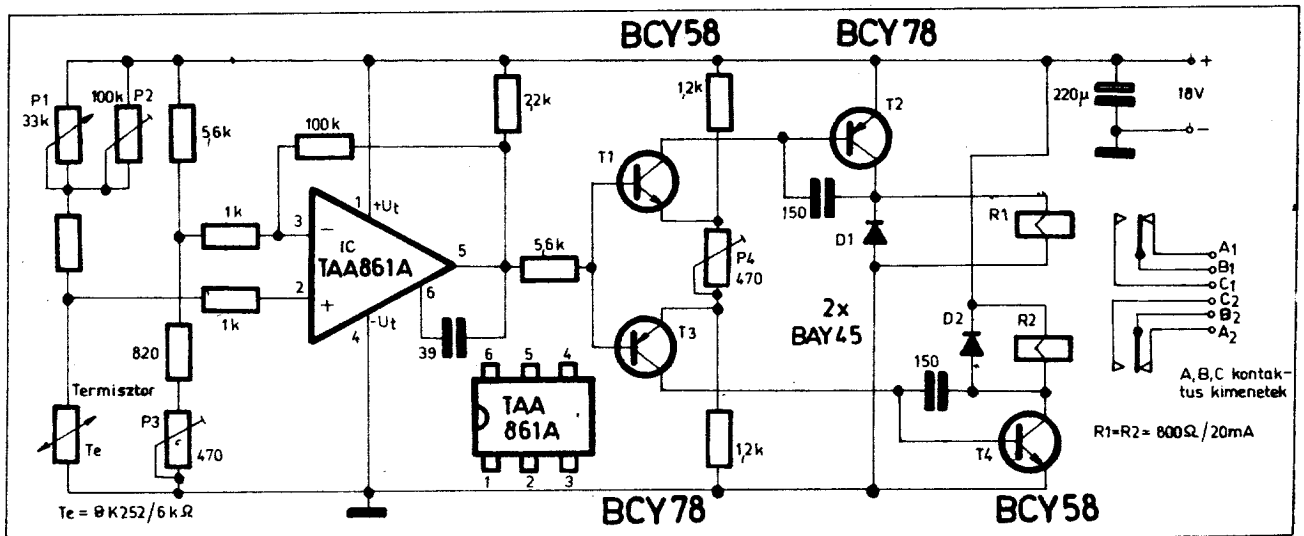 BCY58
BCY78
P1
33k
100k
P2
5,6k
100k
2,2k
1,2k
T2
220µ
18V
+
−
T1
1k
3
−
1
+Ut
IC
TAA861A
5
5,6k
150
D1
R1
P4
470
2
+
1k
4
-Ut
6
39
T3
2x
BAY45
D2
R2
A1
B1
C1
C2
B2
A2
820
Termisztor
Te
P3
470
6 5 4
TAA
861A
1 2 3
1,2k
150
T4
A,B,C kontak-
tus kimenetek
R1=R2= 800Ω/20mA
Te = K252/6kΩ
BCY78
BCY58